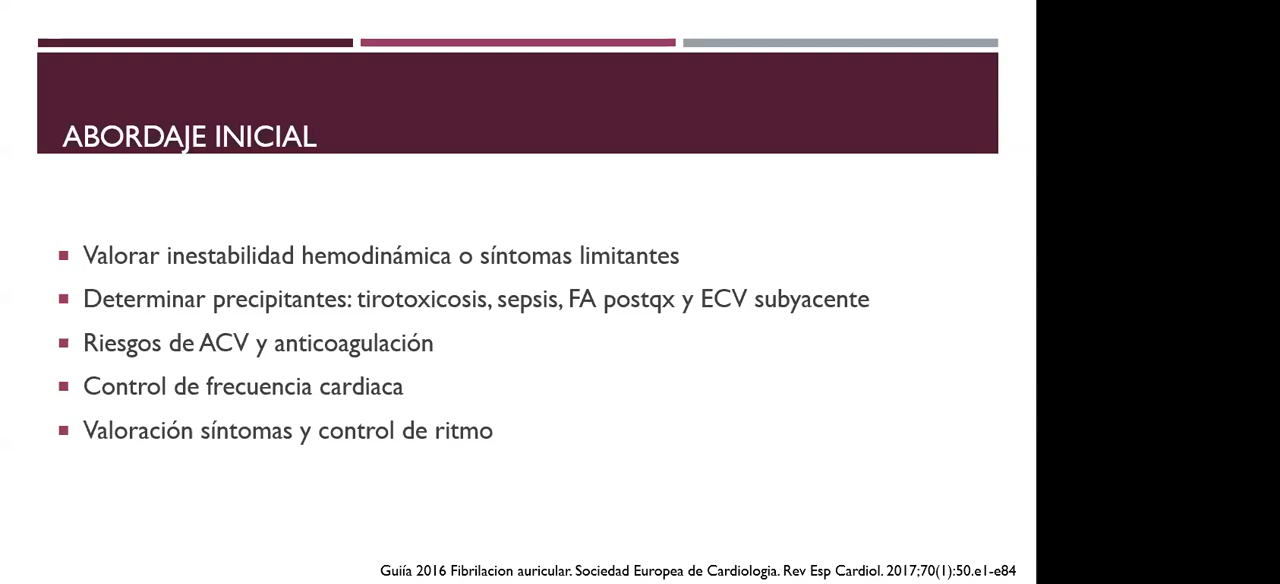 ABORDAJE INICIAL
Valorar inestabilidad hemodinámica o síntomas limitantes
Determinar precipitantes: tirotoxicosis, sepsis, FA postqx y ECV subyacente
Riesgos de ACV y anticoagulación
Control de frecuencia cardiaca
Valoración síntomas y control de ritmo
Guiía 2016 Fibrilacion auricular. Sociedad Europea de Cardiologia. Rev Esp Cardiol. 2017;70(1):50.e1-e84